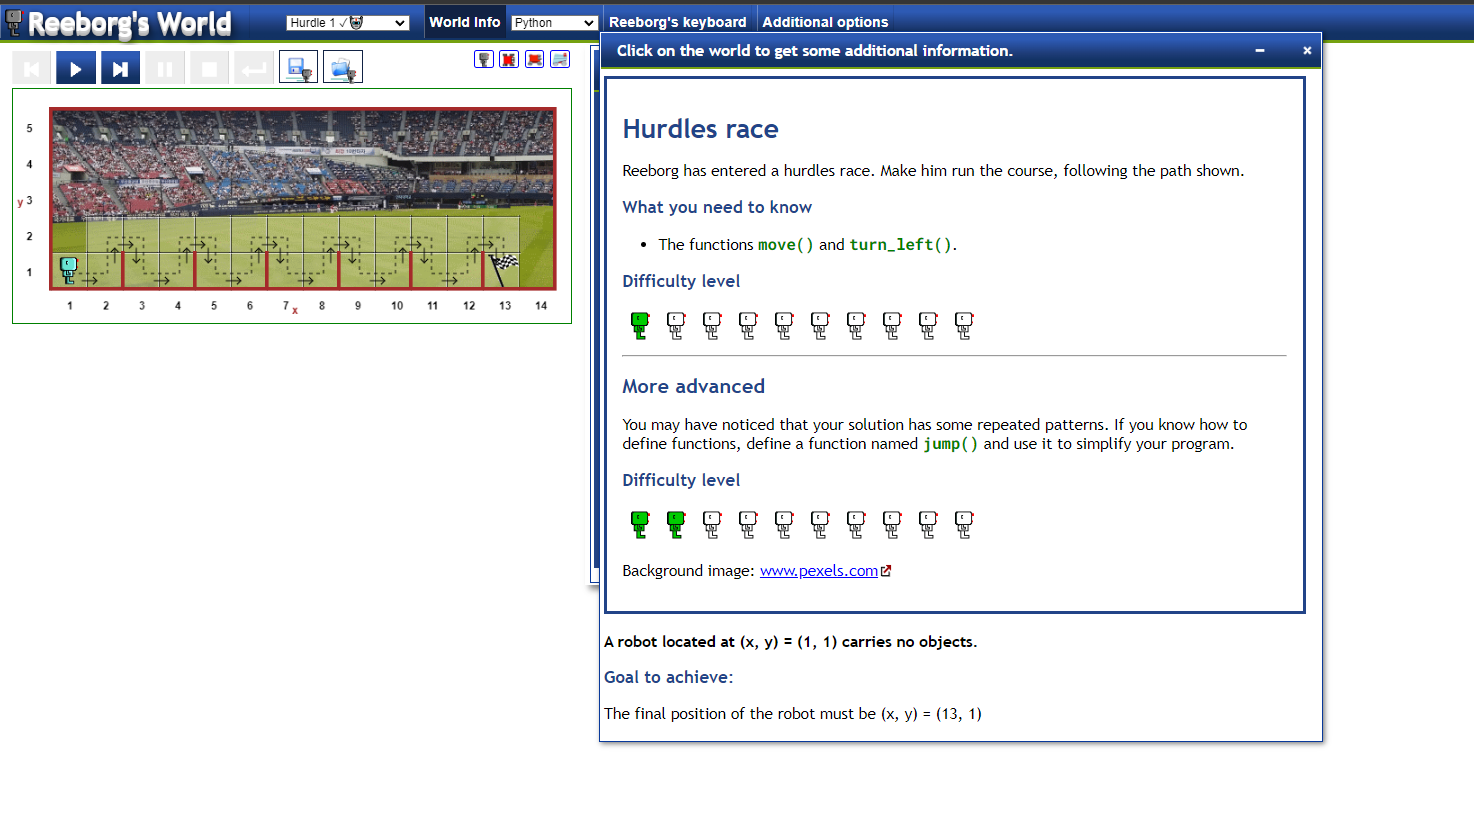 Reeborg's World
Hurdle 1 ✓
World Info
Python
Reeborg's keyboard
Additional options
5
4
y 3
2
1
1 2 3 4 5 6 7 x 8 9 10 11 12 13 14
Click on the world to get some additional information.
Hurdles race
Reeborg has entered a hurdles race. Make him run the course, following the path shown.
What you need to know
• The functions move() and turn_left().
Difficulty level
More advanced
You may have noticed that your solution has some repeated patterns. If you know how to
define functions, define a function named jump() and use it to simplify your program.
Difficulty level
Background image: www.pexels.com
A robot located at (x, y) = (1, 1) carries no objects.
Goal to achieve:
The final position of the robot must be (x, y) = (13, 1)